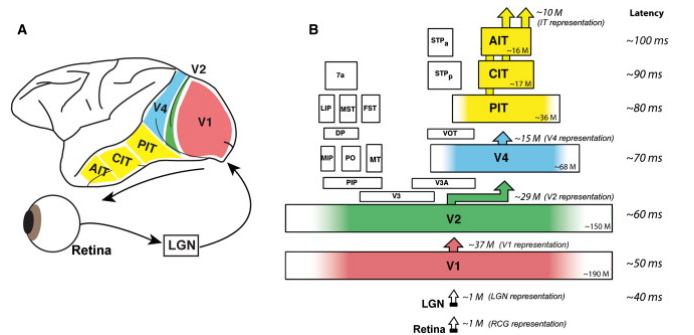 A
V2
V4
V1
PIT
CIT
AIT
Retina
LGN
B
Latency
~10 M
(IT representation)
STPa
AIT
~16 M
~100 ms
7a
STPp
CIT
~17 M
~90 ms
LIP MST FST
PIT
~36 M
~80 ms
DP
VOT
~15 M (V4 representation)
MIP PO MT
V4
~68 M
~70 ms
PIP
V3A
V3
~29 M (V2 representation)
V2
~150 M
~60 ms
~37 M (V1 representation)
V1
~190 M
~50 ms
LGN
~1 M (LGN representation)
~40 ms
Retina
~1 M (RCG representation)